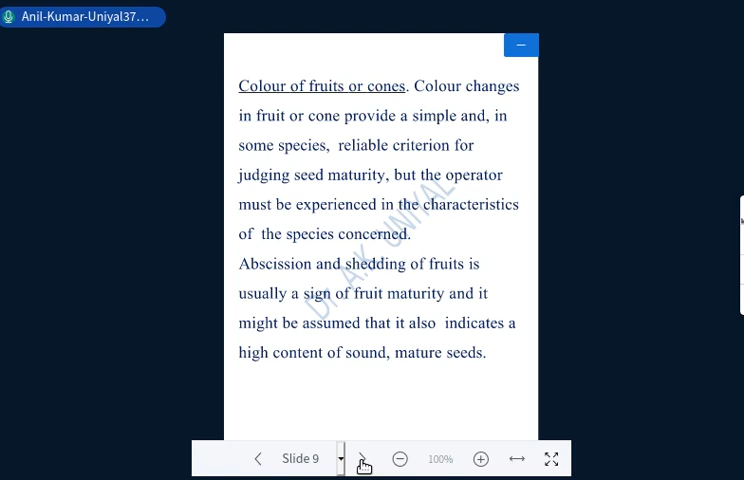 Anil-Kumar-Uniyal37...
Colour of fruits or cones. Colour changes
in fruit or cone provide a simple and, in
some species, reliable criterion for
judging seed maturity, but the operator
must be experienced in the characteristics
of the species concerned.
Abscission and shedding of fruits is
usually a sign of fruit maturity and it
might be assumed that it also indicates a
high content of sound, mature seeds.
Dr. A.K. UNIYAL
Slide 9
100%